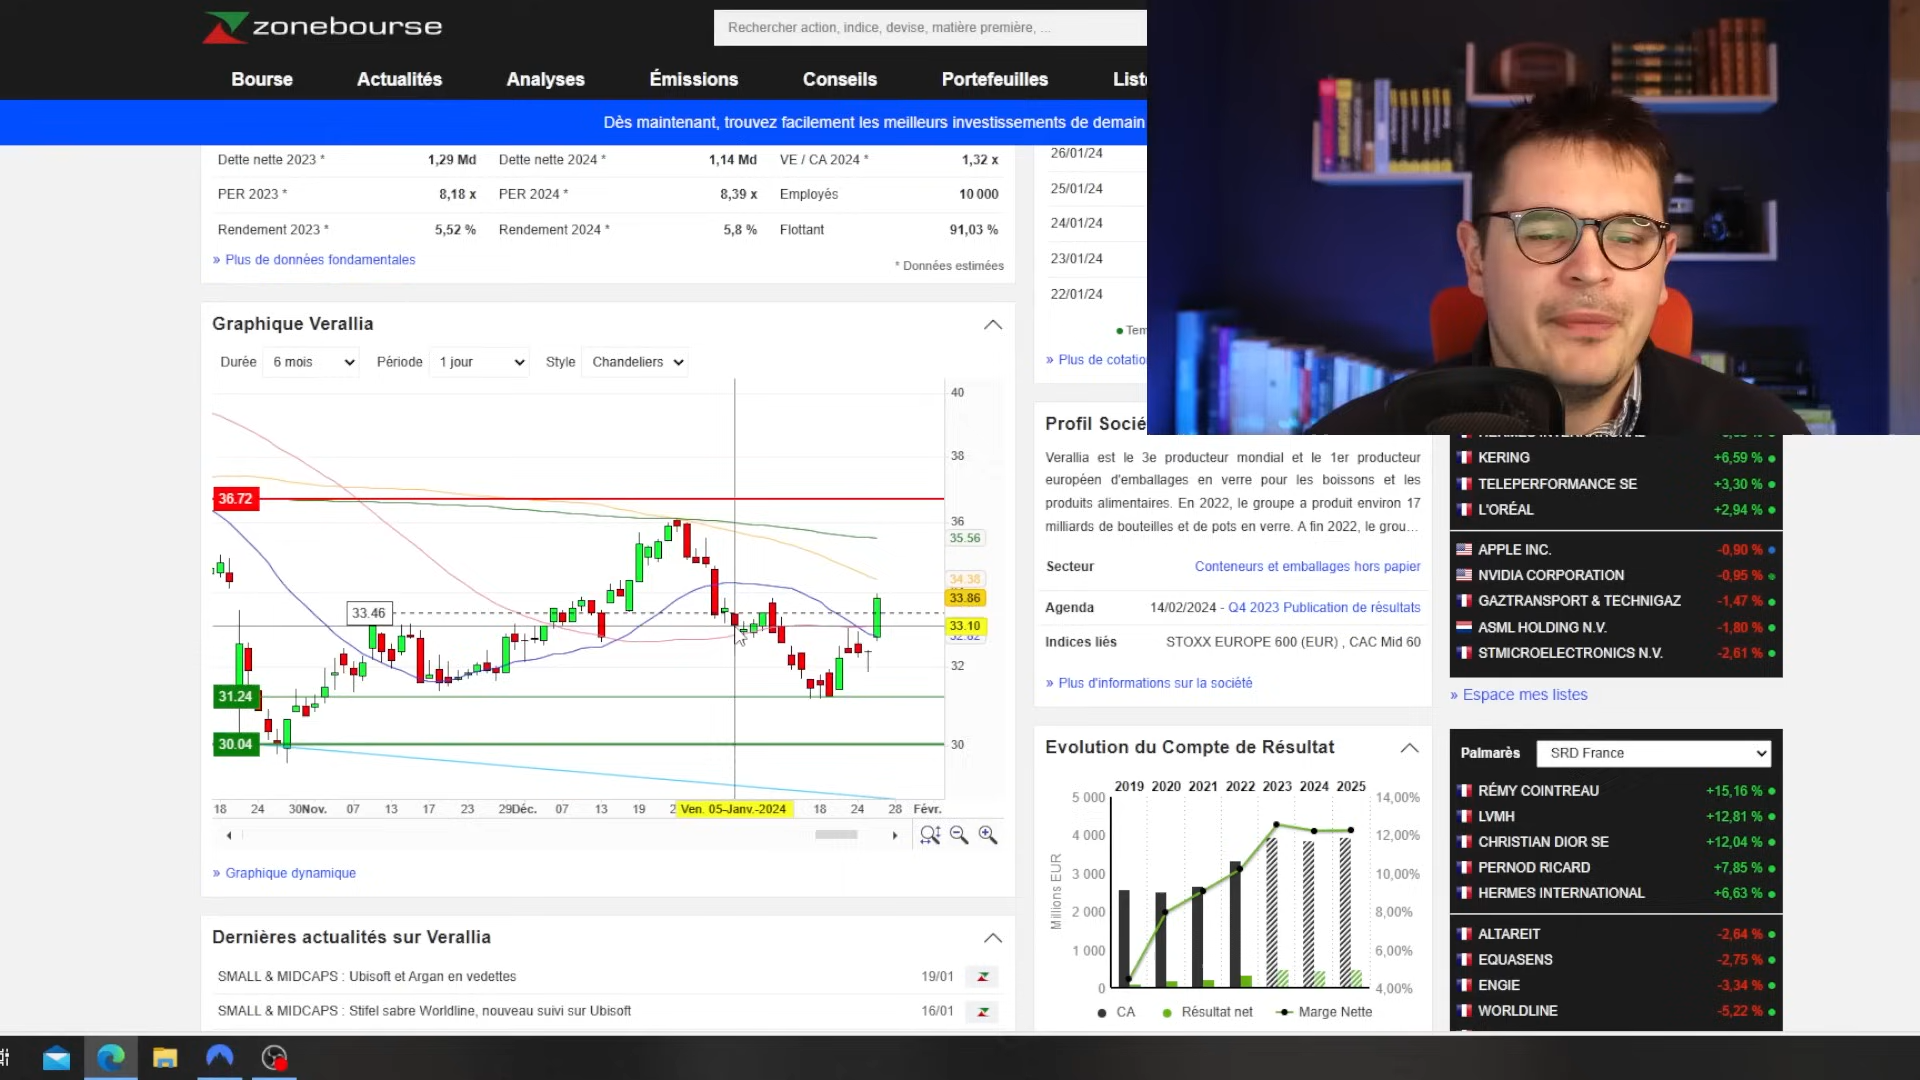 zonebourse
Rechercher action, indice, devise, matière première, ...
Bourse Actualités Analyses Émissions Conseils Portefeuilles
Dès maintenant, trouvez facilement les meilleurs investissements de demain
Dette nette 2023 * 1,29 Md Dette nette 2024 * 1,14 Md VE / CA 2024 * 1,32 x
PER 2023 * 8,18 x PER 2024 * 8,39 x Employés 10 000
Rendement 2023 * 5,52 % Rendement 2024 * 5,8 % Flottant 91,03 %
» Plus de données fondamentales
* Données estimées
26/01/24
25/01/24
24/01/24
23/01/24
22/01/24
» Plus de cotatio
Graphique Verallia
Durée 6 mois Période 1 jour Style Chandeliers
40
38
36.72
36
35.56
34.38
33.86
33.46
33.10
32
31.24
30.04
30
18 24 30Nov. 07 13 17 23 29Déc. 07 13 19 2 Ven. 05-Janv.-2024 18 24 28 Févr.
» Graphique dynamique
Dernières actualités sur Verallia
SMALL & MIDCAPS : Ubisoft et Argan en vedettes 19/01
SMALL & MIDCAPS : Stifel sabre Worldline, nouveau suivi sur Ubisoft 16/01
Profil Socié
Verallia est le 3e producteur mondial et le 1er producteur
européen d'emballages en verre pour les boissons et les
produits alimentaires. En 2022, le groupe a produit environ 17
milliards de bouteilles et de pots en verre. A fin 2022, le grou...
Secteur Conteneurs et emballages hors papier
Agenda 14/02/2024 - Q4 2023 Publication de résultats
Indices liés STOXX EUROPE 600 (EUR) , CAC Mid 60
» Plus d'informations sur la société
Evolution du Compte de Résultat
2019 2020 2021 2022 2023 2024 2025
5 000 14,00%
4 000 12,00%
3 000 10,00%
2 000 8,00%
1 000 6,00%
0 4,00%
Millions EUR
CA Résultat net Marge Nette
KERING +6,59 %
TELEPERFORMANCE SE +3,30 %
L'ORÉAL +2,94 %
APPLE INC. -0,90 %
NVIDIA CORPORATION -0,95 %
GAZTRANSPORT & TECHNIGAZ -1,47 %
ASML HOLDING N.V. -1,80 %
STMICROELECTRONICS N.V. -2,61 %
» Espace mes listes
Palmarès SRD France
RÉMY COINTREAU +15,16 %
LVMH +12,81 %
CHRISTIAN DIOR SE +12,04 %
PERNOD RICARD +7,85 %
HERMES INTERNATIONAL +6,63 %
ALTAREIT -2,64 %
EQUASENS -2,75 %
ENGIE -3,34 %
WORLDLINE -5,22 %